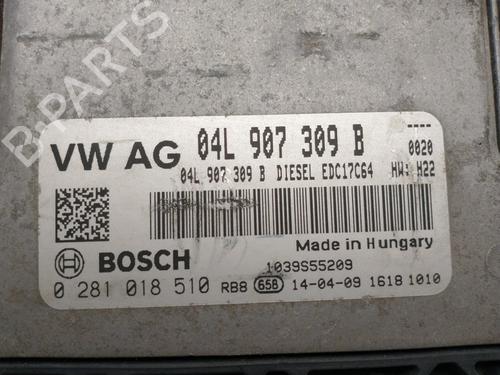 B-PARTS
----
VW AG 04L 907 309 B 0020
04L 907 309 B DIESEL EDC17C64 HW: H22
Made in Hungary
BOSCH 1039S55209
0 281 018 510 RB8 658 14-04-09 1618 1010